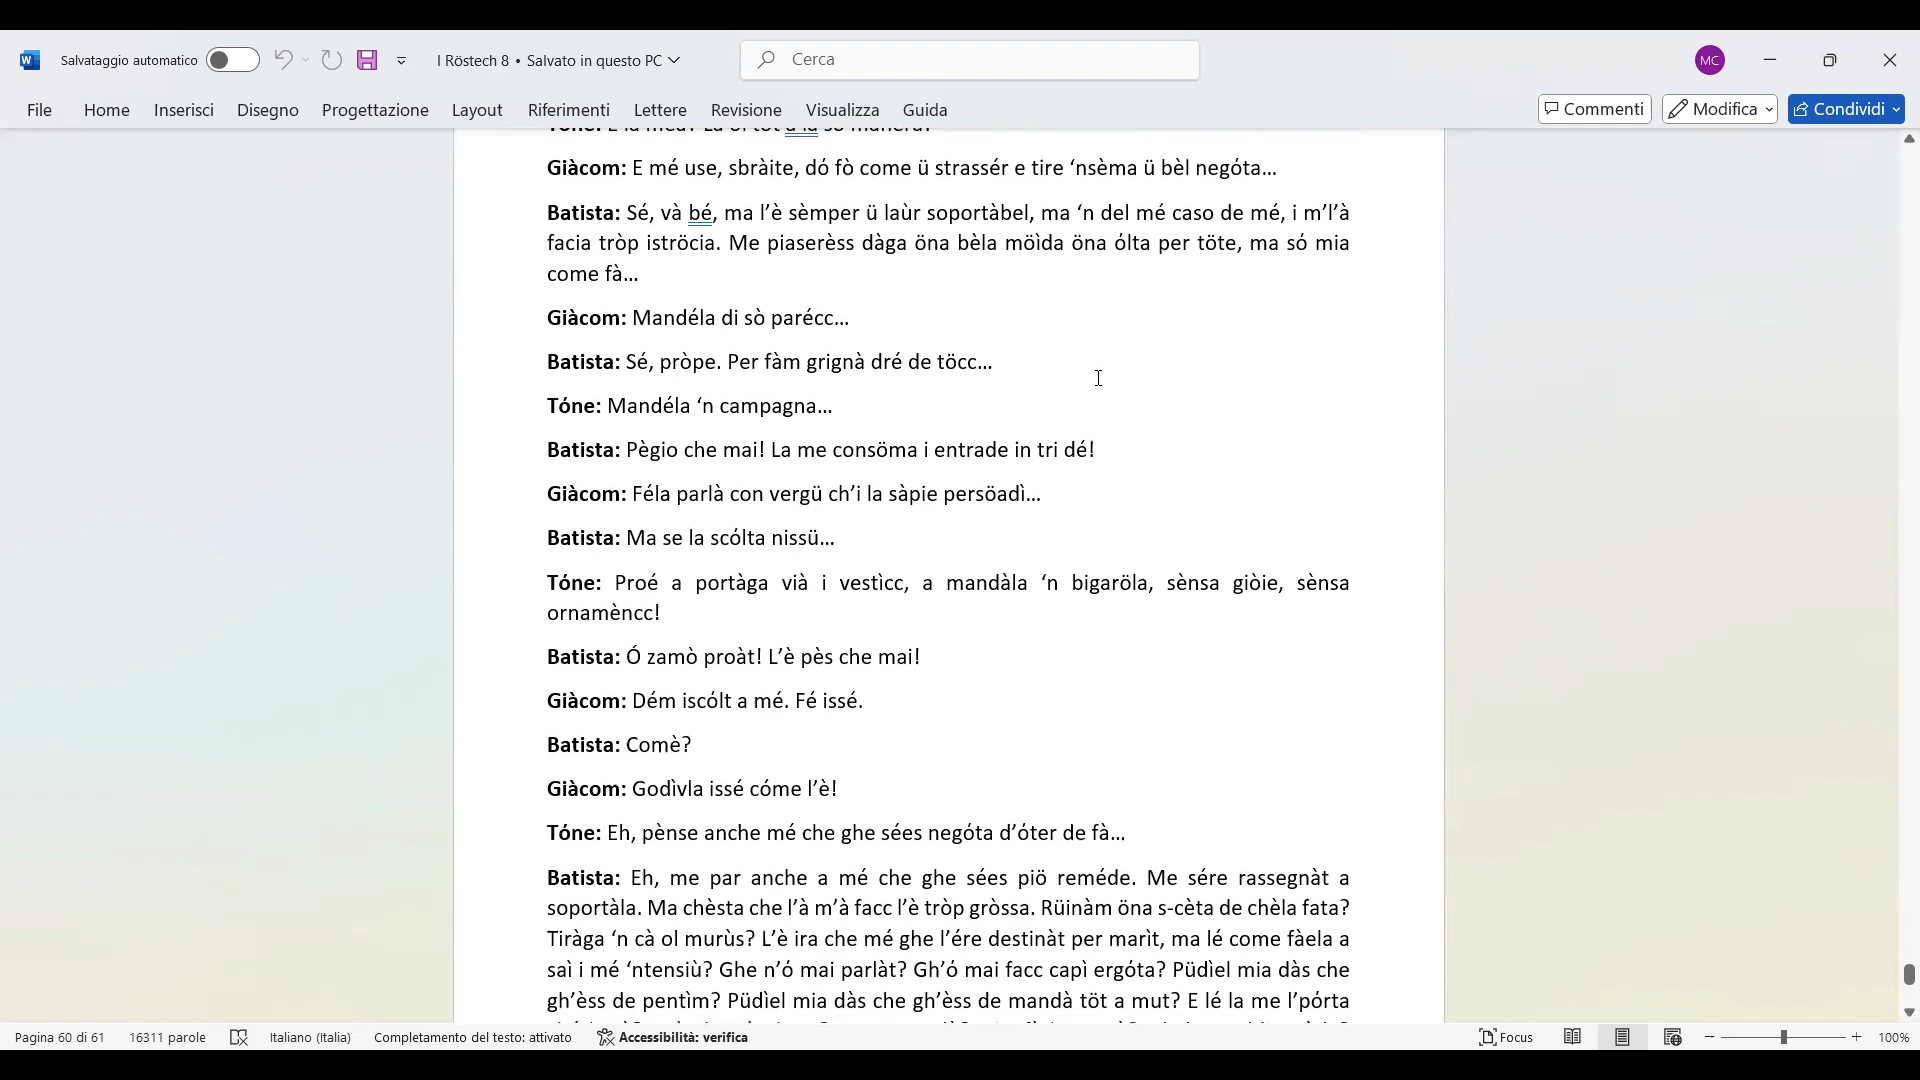 Salvataggio automatico
I Röstech 8 • Salvato in questo PC
Cerca
MC
File Home Inserisci Disegno Progettazione Layout Riferimenti Lettere Revisione Visualizza Guida
Commenti Modifica Condividi
Giàcom: E mé use, sbràite, dó fò come ü strassér e tire ‘nsèma ü bèl negóta…
Batista: Sé, và bé, ma l’è sèmper ü laùr soportàbel, ma ‘n del mé caso de mé, i m’l’à
facia tròp iströcia. Me piaserèss dàga öna bèla möìda öna ólta per töte, ma só mia
come fà…
Giàcom: Mandéla di sò parécc…
Batista: Sé, pròpe. Per fàm grignà dré de töcc…
Tóne: Mandéla ‘n campagna…
Batista: Pègio che mai! La me consöma i entrade in tri dé!
Giàcom: Féla parlà con vergü ch’i la sàpie persöadì…
Batista: Ma se la scólta nissü…
Tóne: Proé a portàga vià i vestìcc, a mandàla ‘n bigaröla, sènsa giòie, sènsa
ornamèncc!
Batista: Ó zamò proàt! L’è pès che mai!
Giàcom: Dém iscólt a mé. Fé issé.
Batista: Comè?
Giàcom: Godìvla issé cóme l’è!
Tóne: Eh, pènse anche mé che ghe sées negóta d’óter de fà…
Batista: Eh, me par anche a mé che ghe sées piö reméde. Me sére rassegnàt a
soportàla. Ma chèsta che l’à m’à facc l’è tròp gròssa. Rüinàm öna s-cèta de chèla fata?
Tiràga ‘n cà ol murùs? L’è ira che mé ghe l’ére destinàt per marìt, ma lé come fàela a
saì i mé ‘ntensiù? Ghe n’ó mai parlàt? Gh’ó mai facc capì ergóta? Püdìel mia dàs che
gh’èss de pentìm? Püdìel mia dàs che gh’èss de mandà töt a mut? E lé la me l’pórta
Pagina 60 di 61 16311 parole Italiano (Italia) Completamento del testo: attivato Accessibilità: verifica Focus 100%